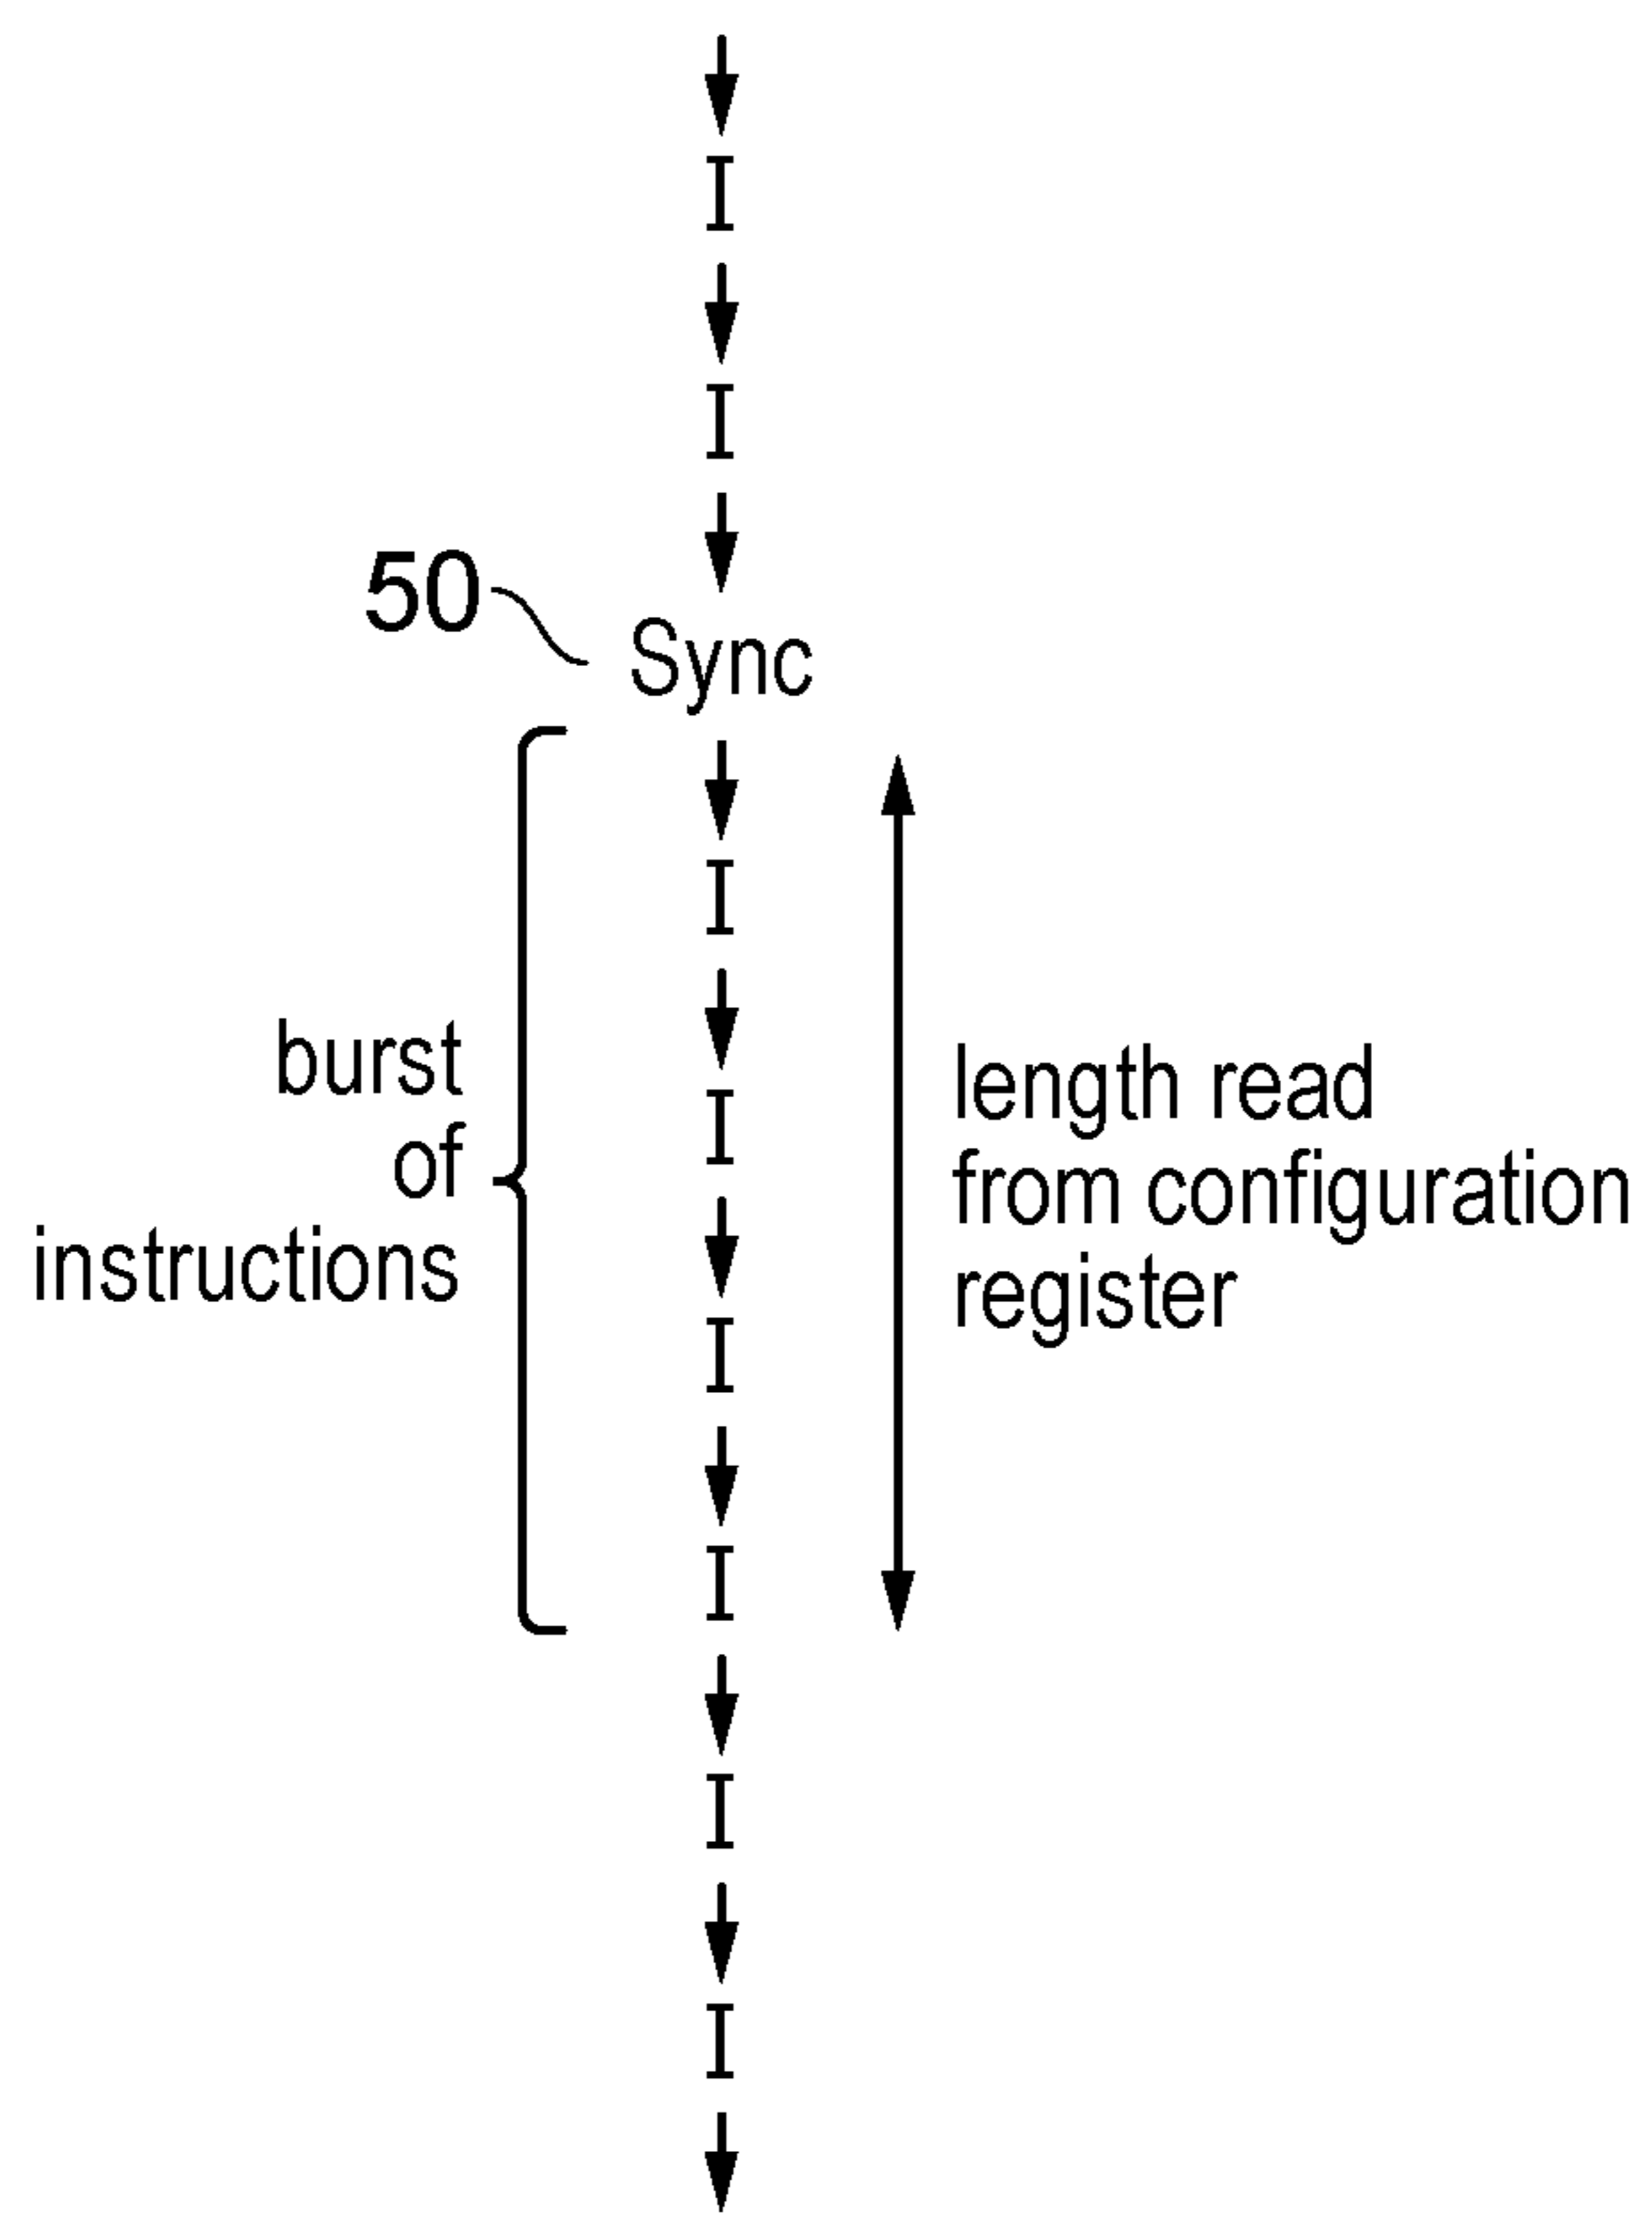 I
I
50
Sync
I
I
burst
of
instructions
length read
from configuration
register
I
I
I
I